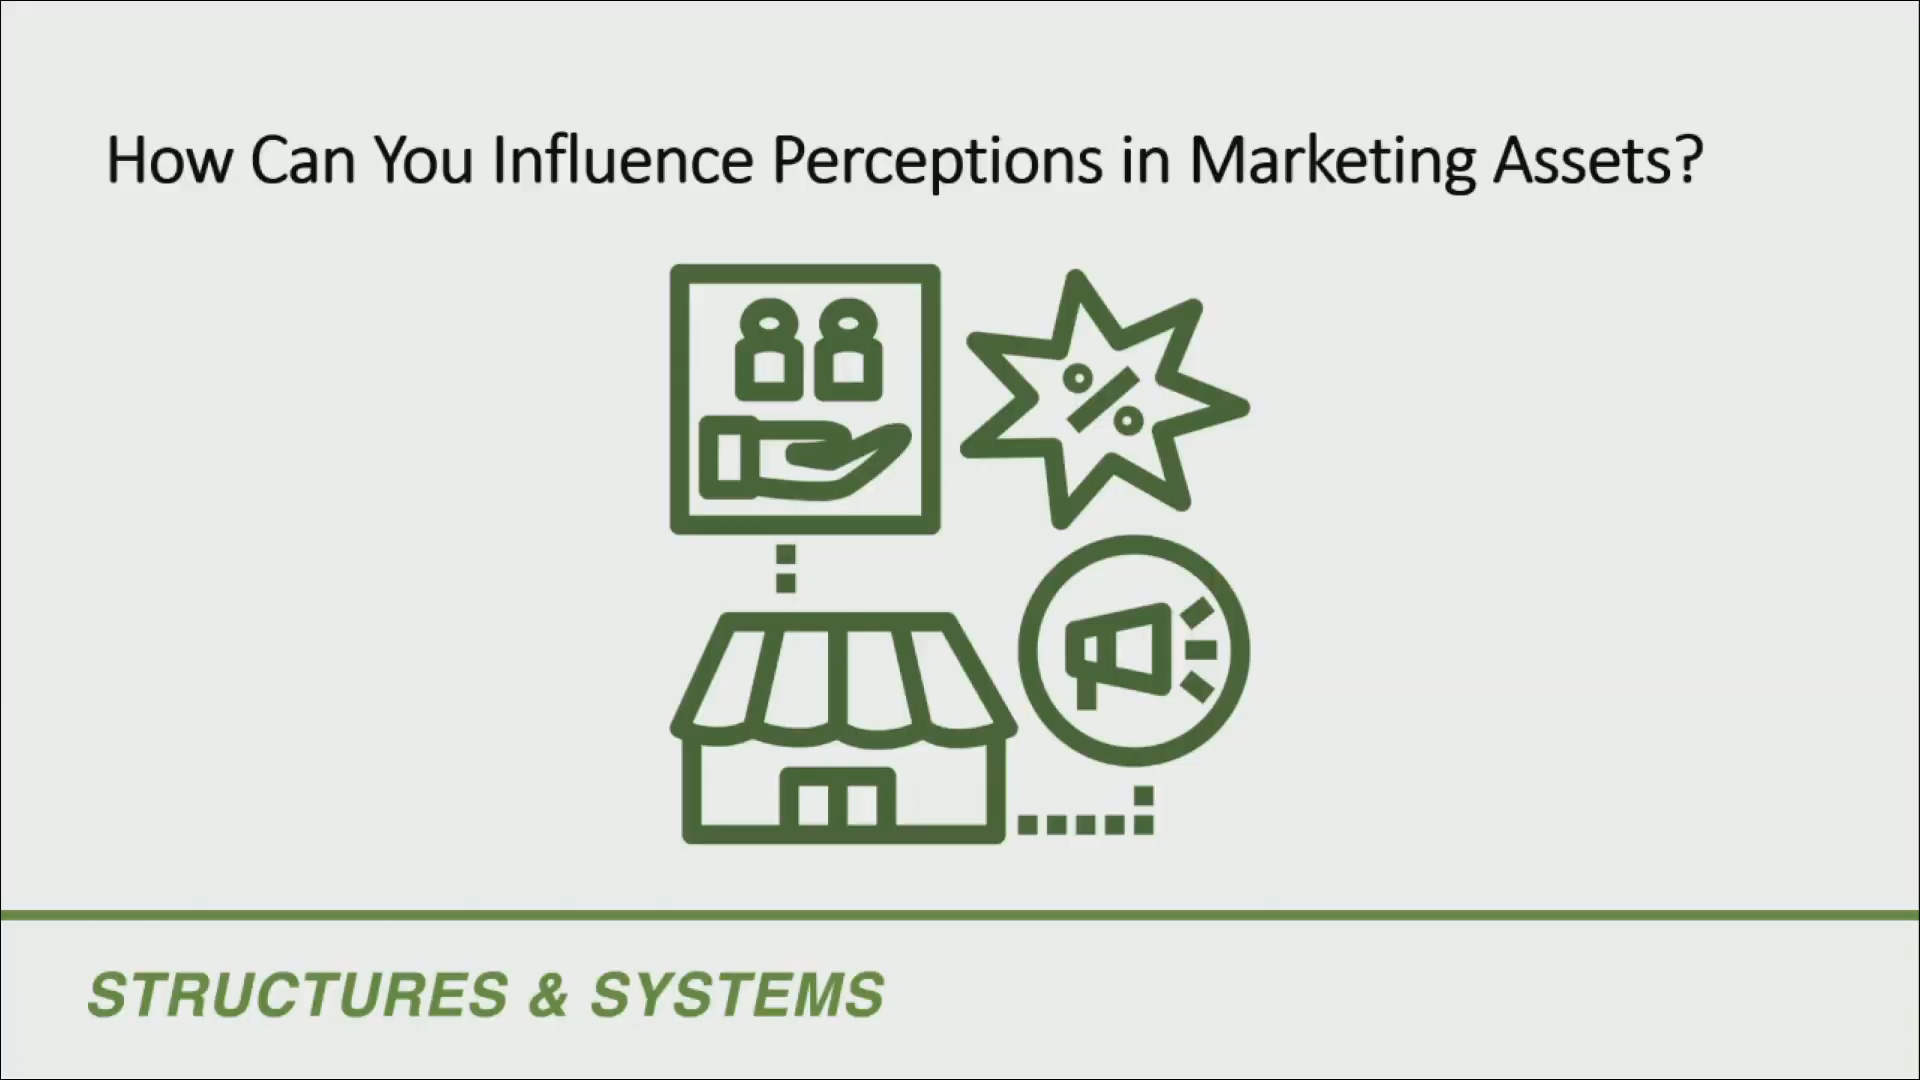 How Can You Influence Perceptions in Marketing Assets?
%
STRUCTURES & SYSTEMS